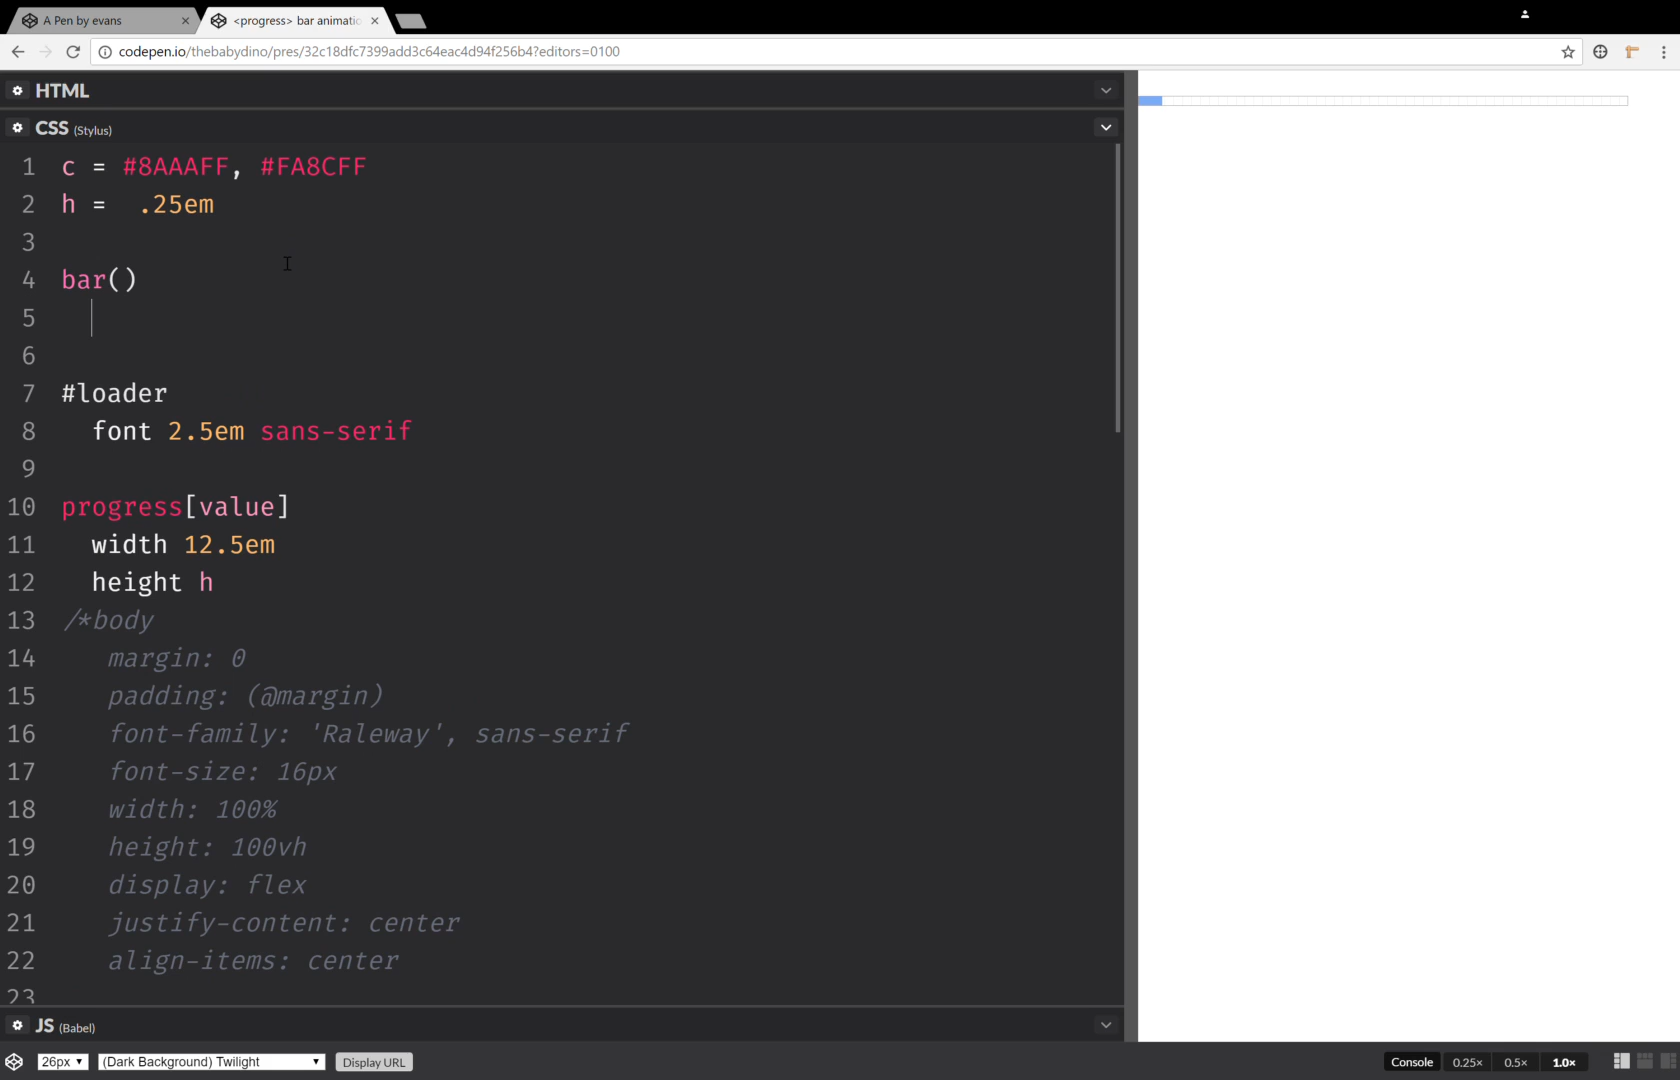 A Pen by evans
<progress> bar animatio
codepen.io/thebabydino/pres/32c18dfc7399add3c64eac4d94f256b4?editors=0100
HTML
CSS (Stylus)
1 c = #8AAAFF, #FA8CFF
2 h = .25em
3
4 bar()
5
6
7 #loader
8 font 2.5em sans-serif
9
10 progress[value]
11 width 12.5em
12 height h
13 /*body
14 margin: 0
15 padding: (@margin)
16 font-family: 'Raleway', sans-serif
17 font-size: 16px
18 width: 100%
19 height: 100vh
20 display: flex
21 justify-content: center
22 align-items: center
23
JS (Babel)
26px (Dark Background) Twilight Display URL Console 0.25× 0.5× 1.0×